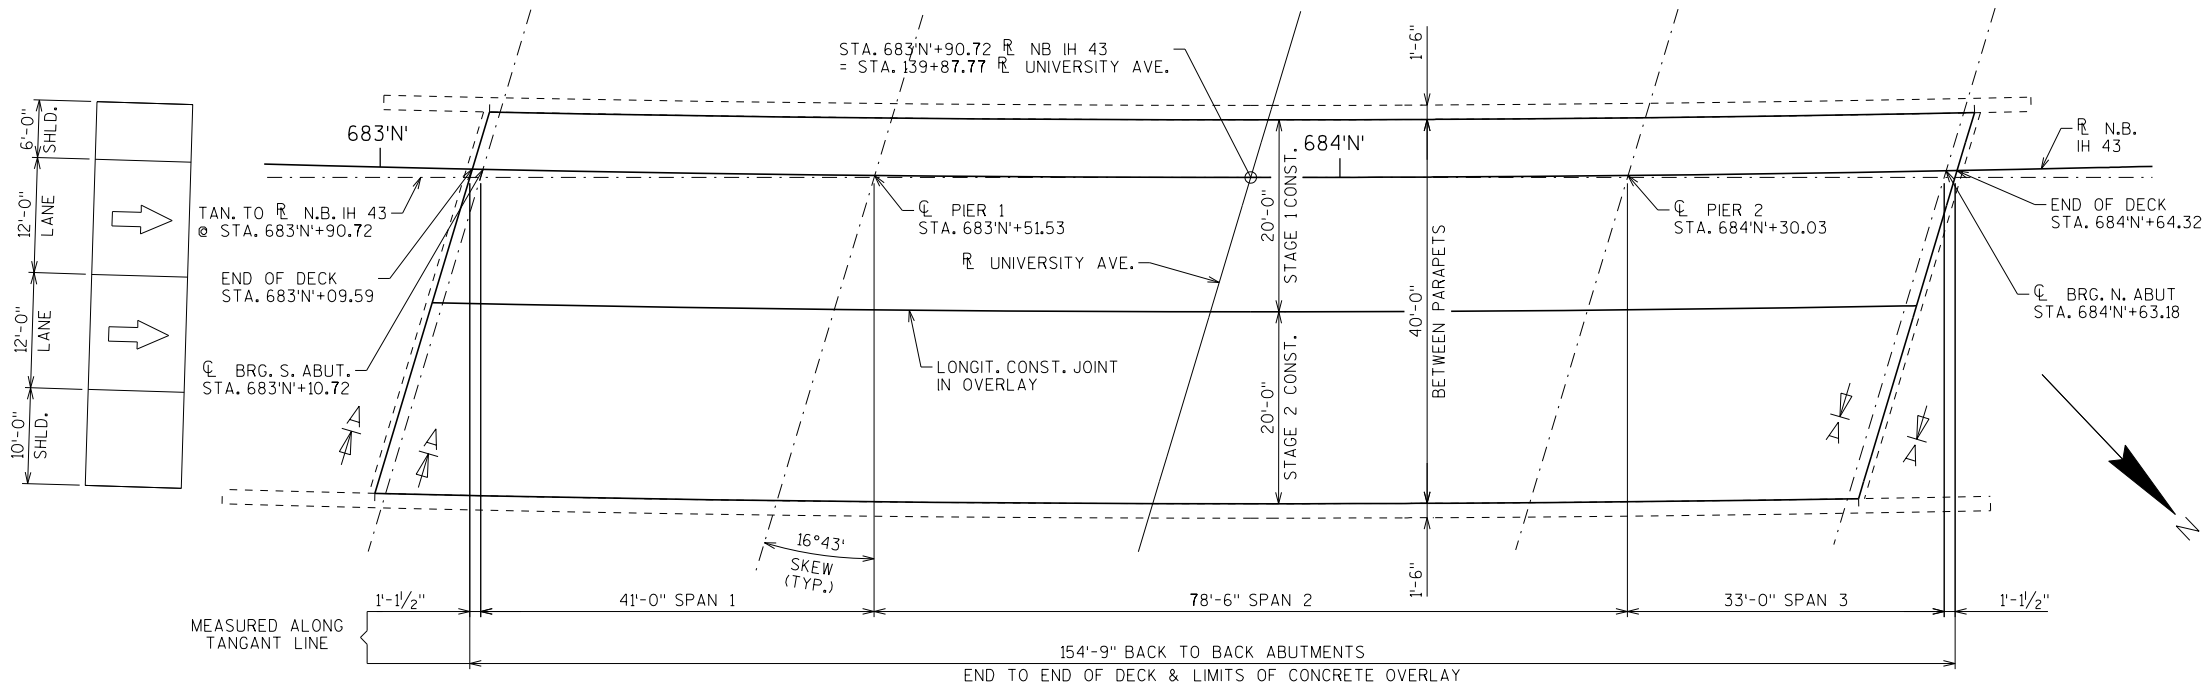 STA. 683'N'+90.72 ℞ NB IH 43
= STA. 139+87.77 ℞ UNIVERSITY AVE.
1'-6"
6'-0"
SHLD.
12'-0"
LANE
12'-0"
LANE
10'-0"
SHLD.
683'N'
684'N'
℞ N.B.
IH 43
TAN. TO ℞ N.B. IH 43
@ STA. 683'N'+90.72
END OF DECK
STA. 683'N'+09.59
℄ BRG. S. ABUT.
STA. 683'N'+10.72
℄ PIER 1
STA. 683'N'+51.53
℞ UNIVERSITY AVE.
20'-0"
STAGE 1 CONST.
20'-0"
STAGE 2 CONST.
40'-0"
BETWEEN PARAPETS
℄ PIER 2
STA. 684'N'+30.03
END OF DECK
STA. 684'N'+64.32
℄ BRG. N. ABUT
STA. 684'N'+63.18
LONGIT. CONST. JOINT
IN OVERLAY
A
A
A
A
N
16°43'
SKEW
(TYP.)
1'-6"
1'-1½"
41'-0" SPAN 1
78'-6" SPAN 2
33'-0" SPAN 3
1'-1½"
MEASURED ALONG
TANGANT LINE
154'-9" BACK TO BACK ABUTMENTS
END TO END OF DECK & LIMITS OF CONCRETE OVERLAY